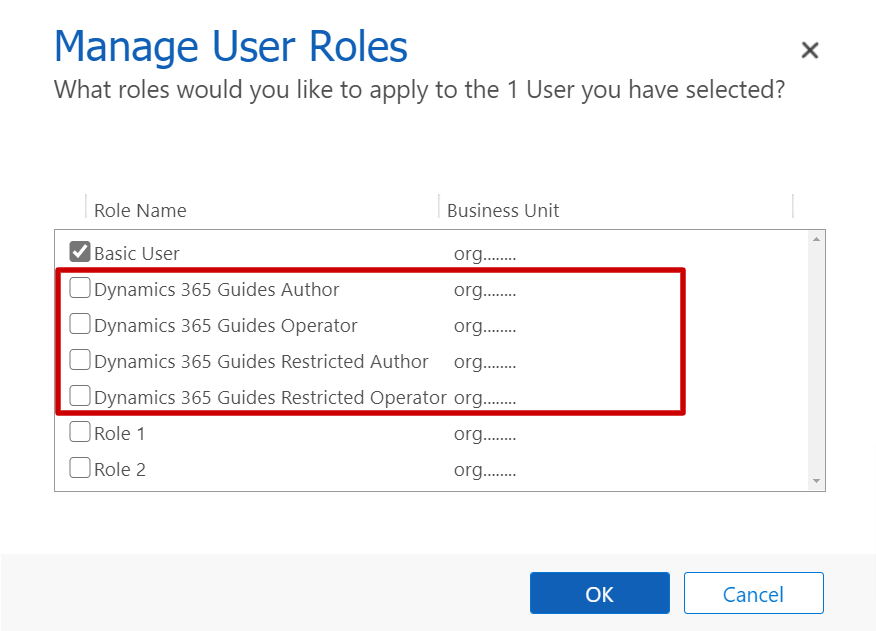 Manage User Roles
What roles would you like to apply to the 1 User you have selected?
Role Name Business Unit
Basic User org........
Dynamics 365 Guides Author org........
Dynamics 365 Guides Operator org........
Dynamics 365 Guides Restricted Author org........
Dynamics 365 Guides Restricted Operator org........
Role 1 org........
Role 2 org........
OK Cancel